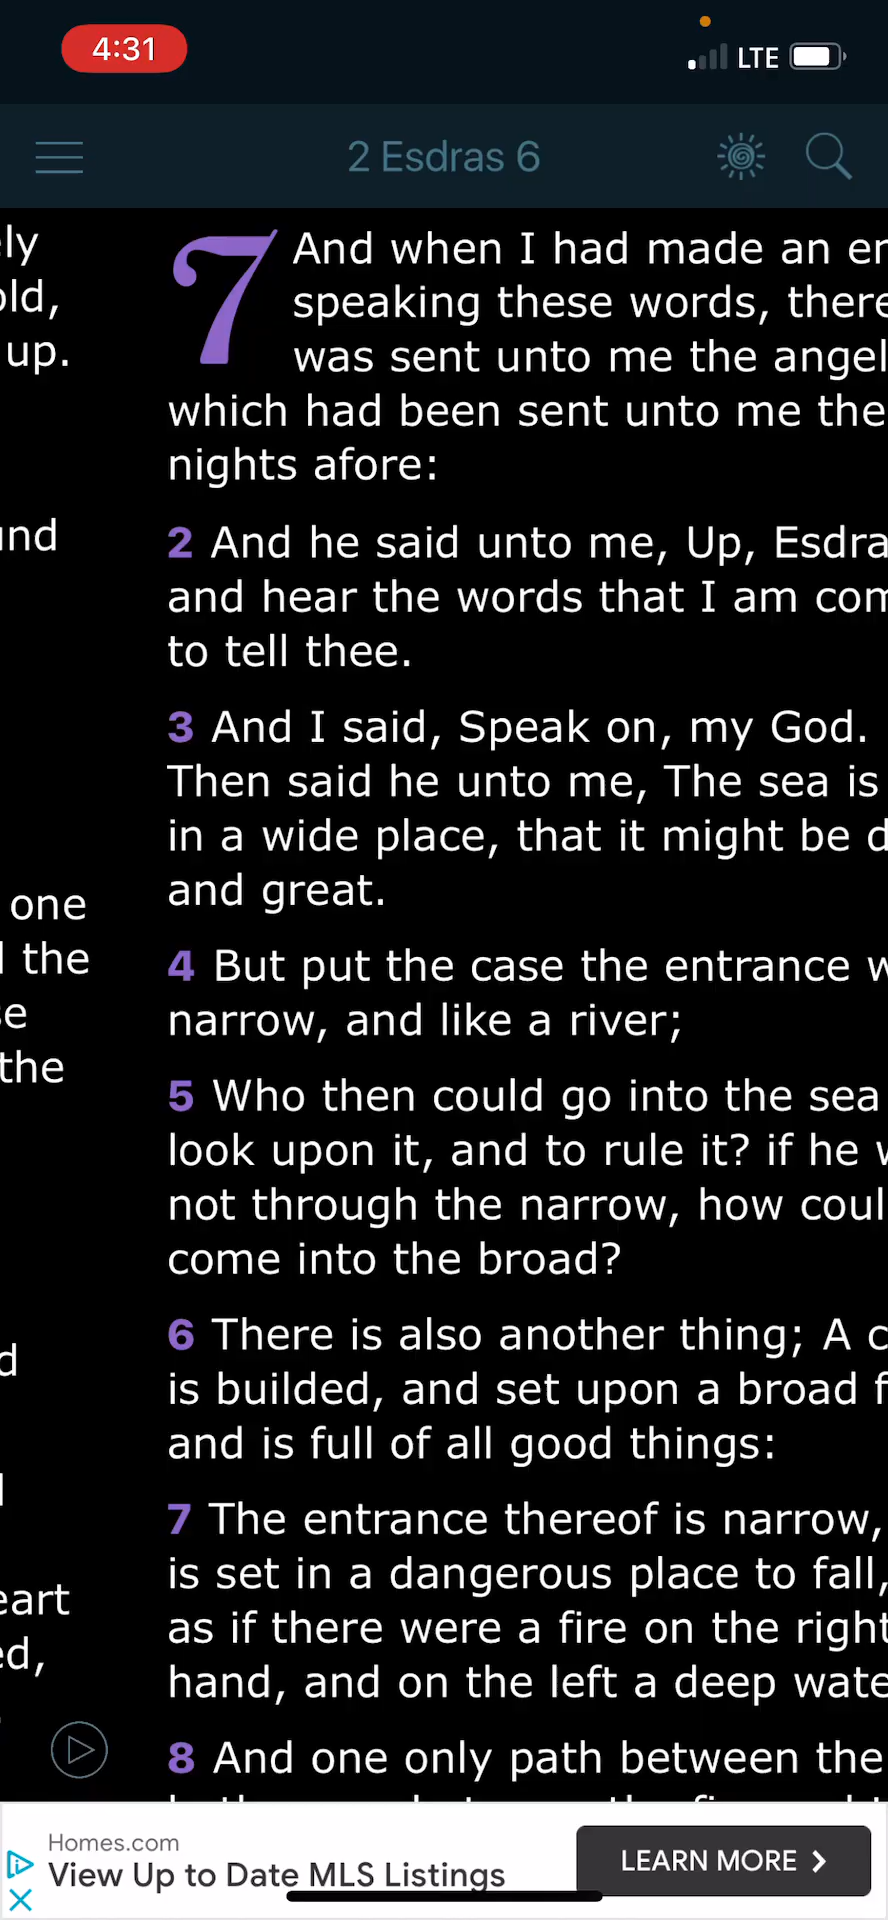 4:31
LTE
2 Esdras 6
ly
old,
up.
one
the
the
7 And when I had made an
speaking these words,
was sent unto me the angel
which had been sent unto me the
nights afore:
2 And he said unto me, Up,
and hear the words that I am
to tell thee.
3 And I said, Speak on, my God.
Then said he unto me, The sea is
in a wide place, that it might be
and great.
4 But put the case the entrance
narrow, and like a river;
5 Who then could go into the sea
look upon it, and to rule it? if he
not through the narrow, how
come into the broad?
6 There is also another thing; A
is builded, and set upon a broad
and is full of all good things:
7 The entrance thereof is narrow,
is set in a dangerous place to fall,
as if there were a fire on the right
hand, and on the left a deep
8 And one only path between
Homes.com
View Up to Date MLS Listings
LEARN MORE